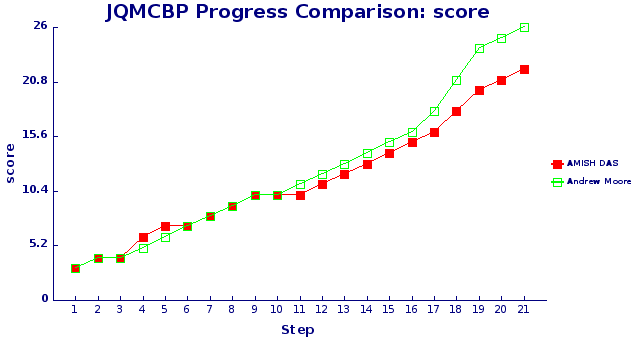 JQMCBP Progress Comparison: score
26
20.8
15.6
10.4
5.2
0
score
1 2 3 4 5 6 7 8 9 10 11 12 13 14 15 16 17 18 19 20 21
Step
AMISH DAS
Andrew Moore